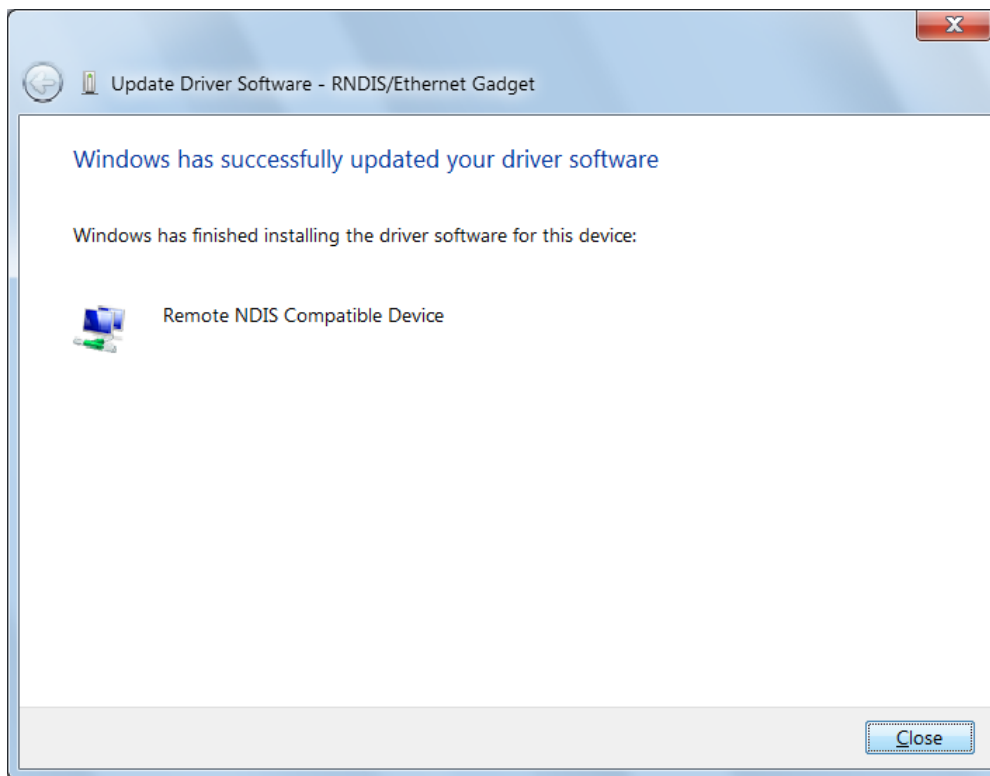 Update Driver Software - RNDIS/Ethernet Gadget
Windows has successfully updated your driver software
Windows has finished installing the driver software for this device:
Remote NDIS Compatible Device
Close